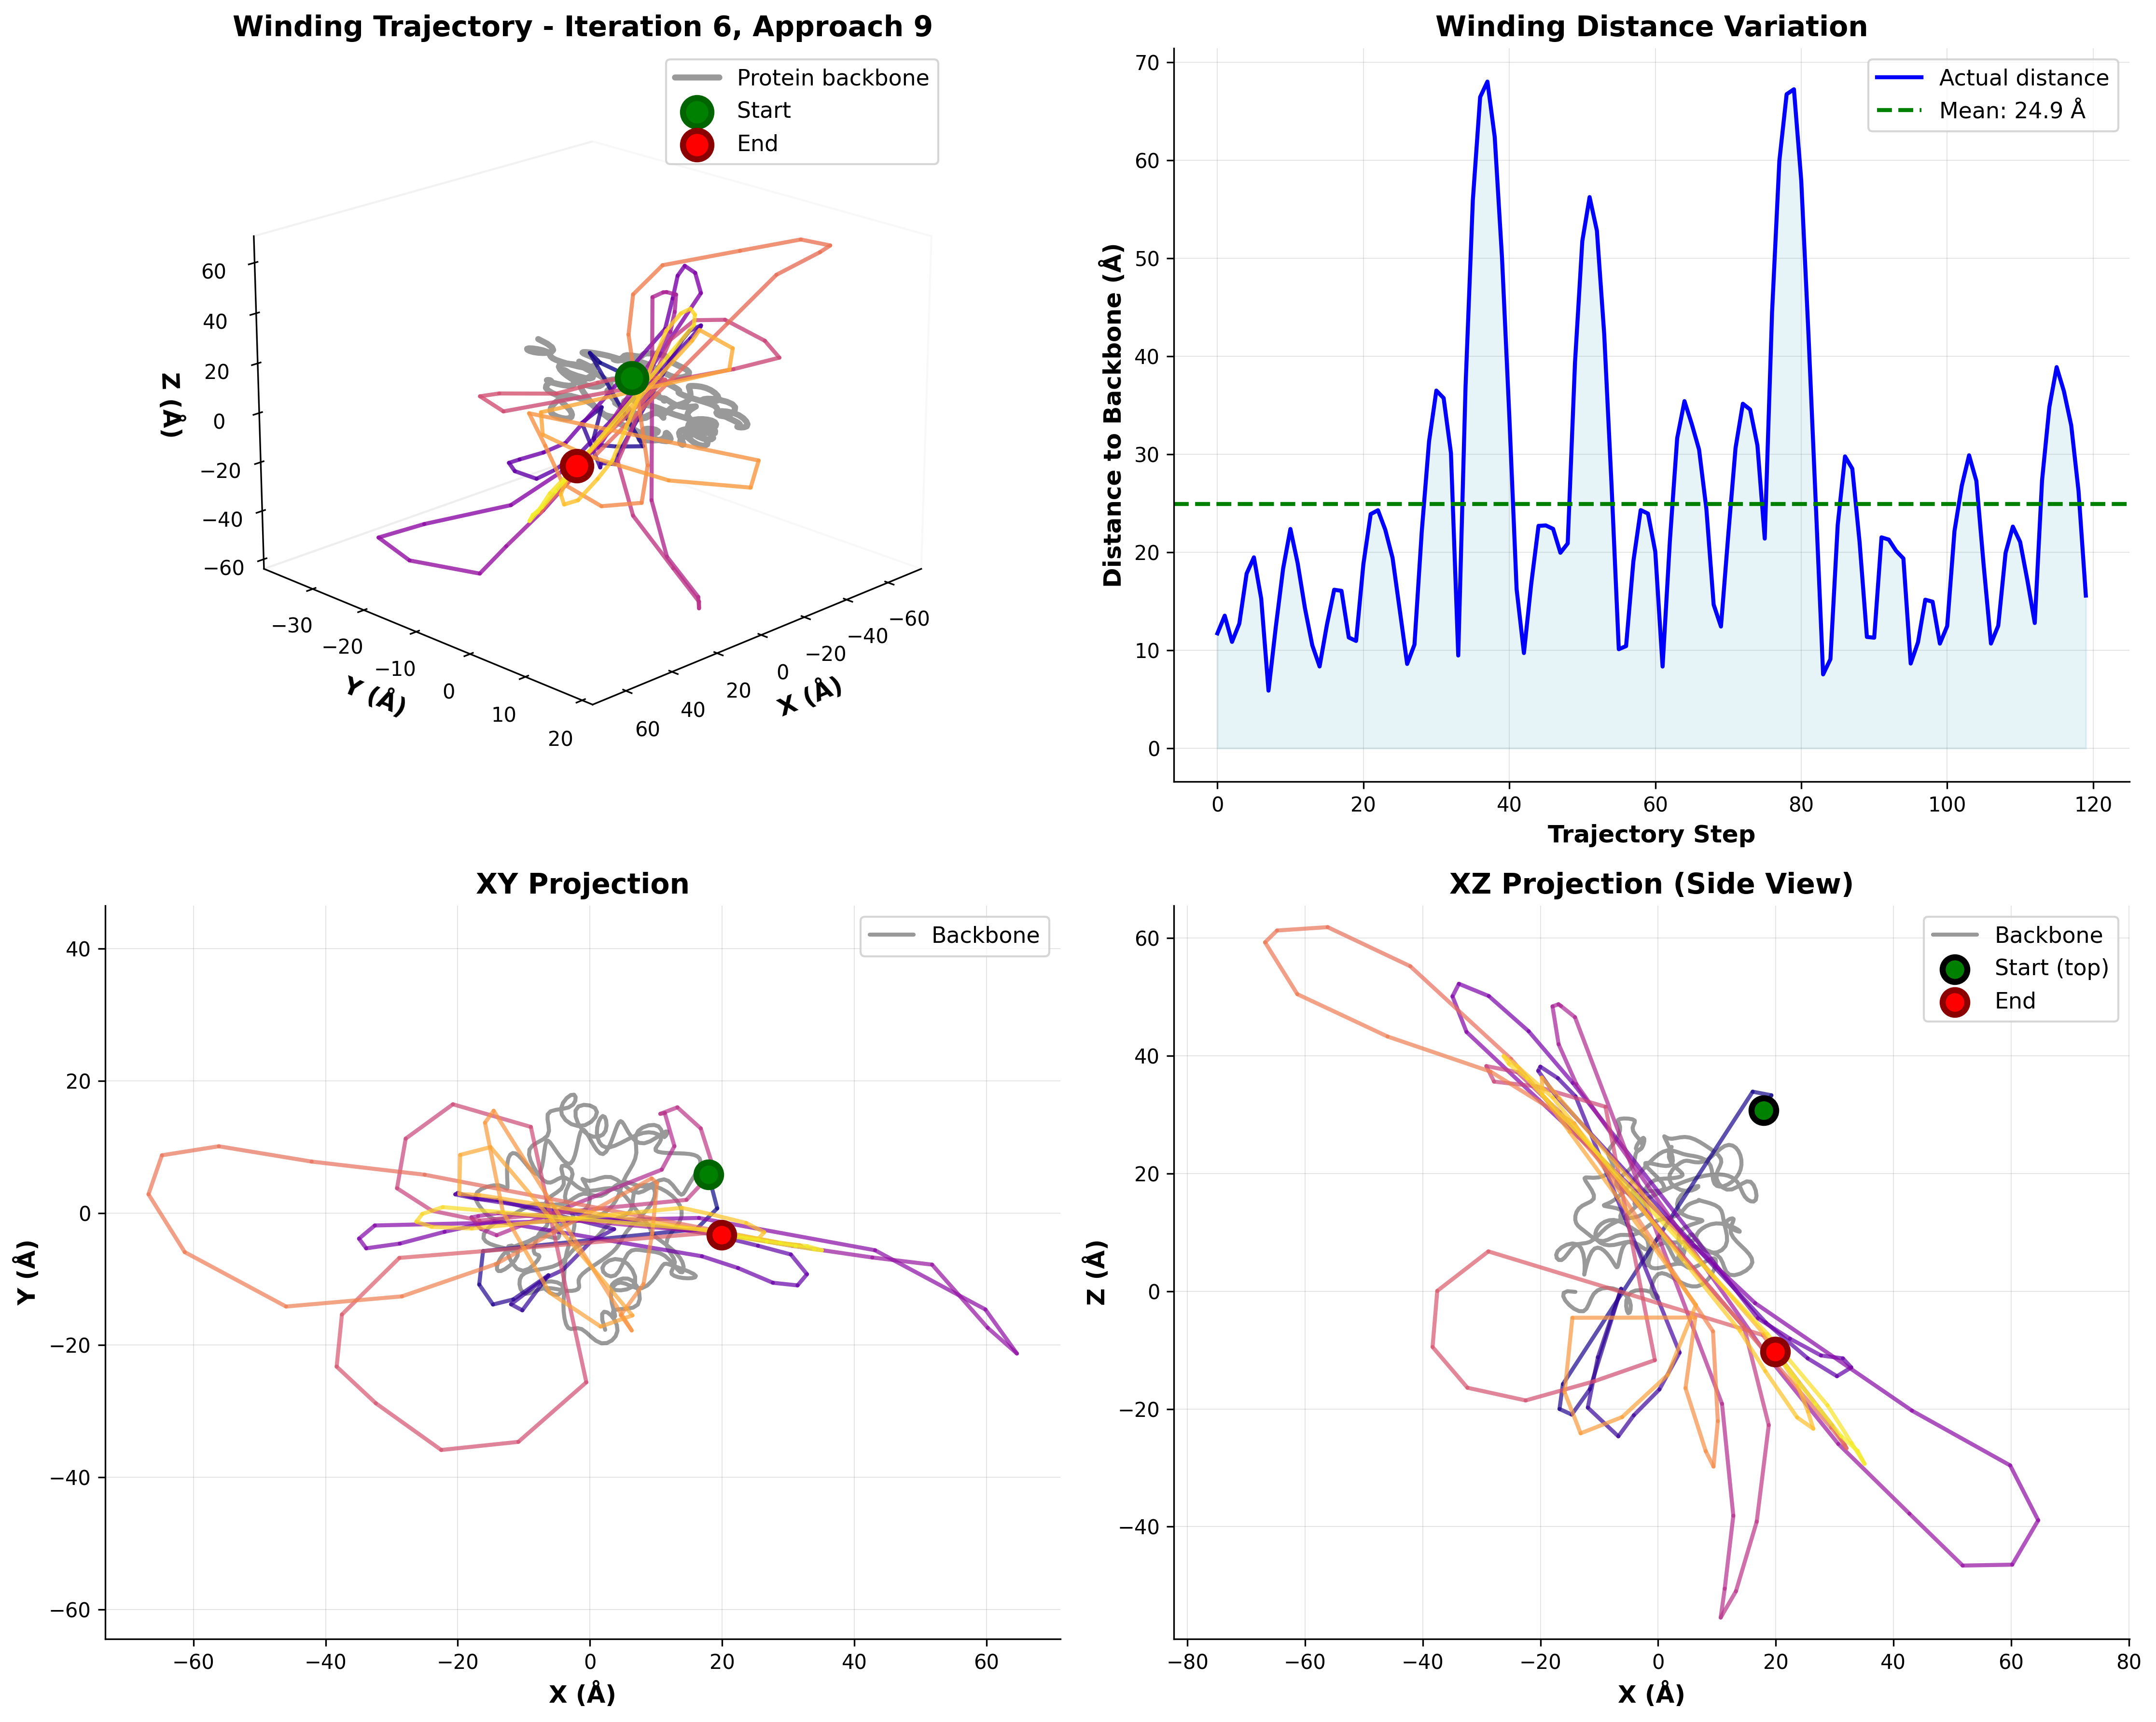 Winding Trajectory - Iteration 6, Approach 9
Protein backbone
Start
End
60
40
20
0
−20
−40
−60
Z (Å)
−30
−20
−10
0
10
20
Y (Å)
60
40
20
0
−20
−40
−60
X (Å)
Winding Distance Variation
Actual distance
Mean: 24.9 Å
70
60
50
40
30
20
10
0
Distance to Backbone (Å)
0
20
40
60
80
100
120
Trajectory Step
XY Projection
Backbone
40
20
0
−20
−40
−60
Y (Å)
−60
−40
−20
0
20
40
60
X (Å)
XZ Projection (Side View)
Backbone
Start (top)
End
60
40
20
0
−20
−40
Z (Å)
−80
−60
−40
−20
0
20
40
60
80
X (Å)